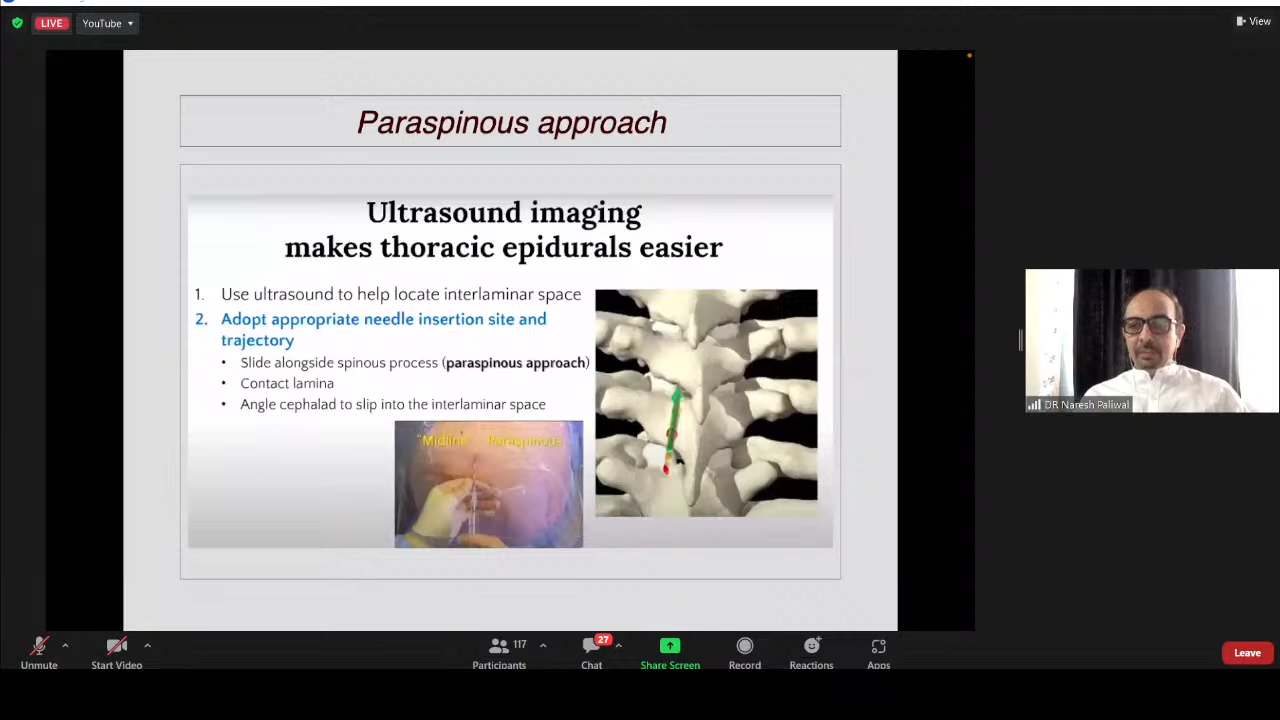 LIVE
YouTube
View
Paraspinous approach
Ultrasound imaging
makes thoracic epidurals easier
1. Use ultrasound to help locate interlaminar space
2. Adopt appropriate needle insertion site and
trajectory
• Slide alongside spinous process (paraspinous approach)
• Contact lamina
• Angle cephalad to slip into the interlaminar space
"Midline" Paraspinous
DR Naresh Paliwal
117
27
Unmute
Start Video
Participants
Chat
Share Screen
Record
Reactions
Apps
Leave